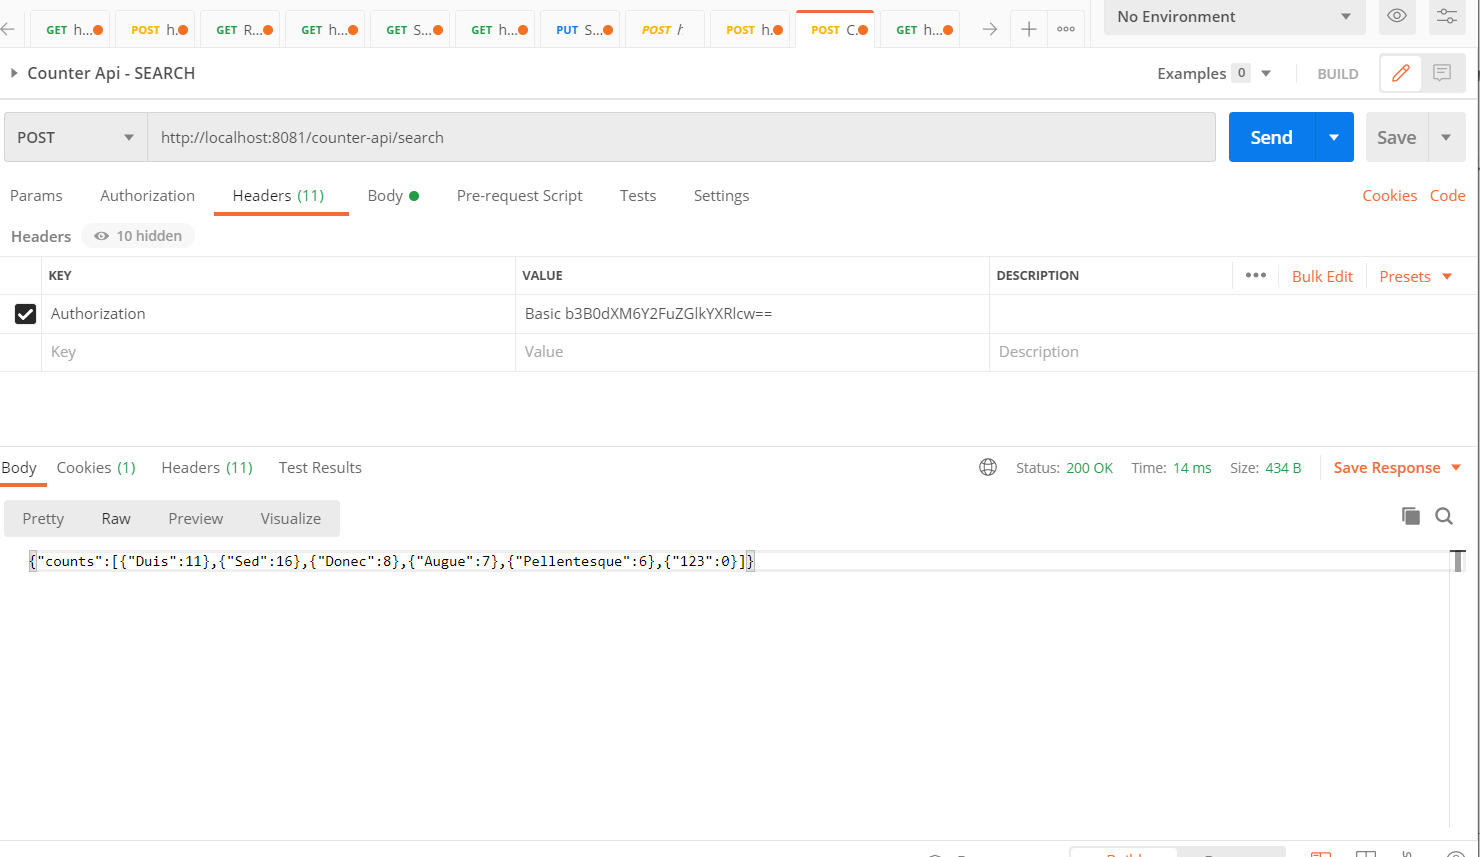 GET h... POST h. GET R... GET h... GET S... GET h... PUT S... POST POST h. POST C. GET h... No Environment
Counter Api - SEARCH Examples 0 BUILD
POST http://localhost:8081/counter-api/search Send Save
Params Authorization Headers (11) Body Pre-request Script Tests Settings Cookies Code
Headers 10 hidden
KEY VALUE DESCRIPTION ••• Bulk Edit Presets
Authorization Basic b3B0dXM6Y2FuZGlkYXRlcw==
Key Value Description
Body Cookies (1) Headers (11) Test Results Status: 200 OK Time: 14 ms Size: 434 B Save Response
Pretty Raw Preview Visualize
{"counts":[{"Duis":11},{"Sed":16},{"Donec":8},{"Augue":7},{"Pellentesque":6},{"123":0}]}